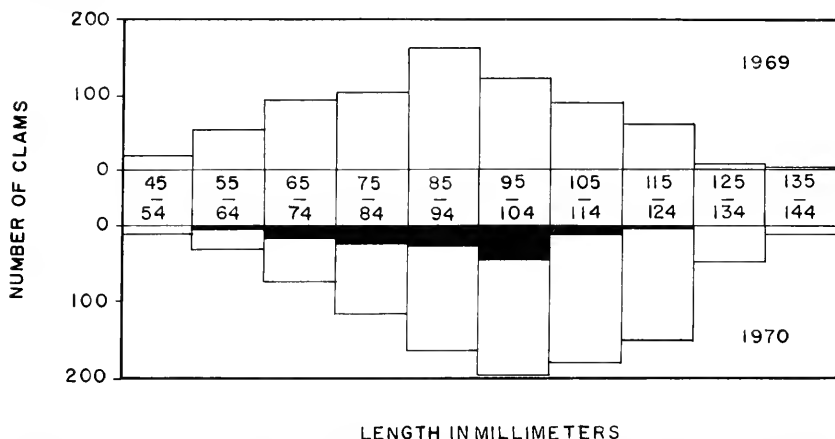 200
1969
100
0
45 55 65 75 85 95 105 115 125 135
– – – – – – – – – –
54 64 74 84 94 104 114 124 134 144
0
100
1970
200
NUMBER OF CLAMS
LENGTH IN MILLIMETERS